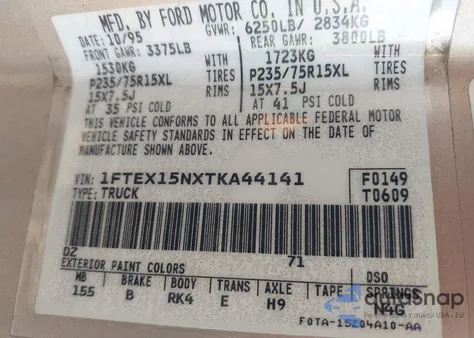 MFD. BY FORD MOTOR CO. IN U.S.A.
DATE: 10/95 GVWR: 6250LB/ 2834KG
FRONT GAWR: 3375LB REAR GAWR: 3800LB
1530KG WITH 1723KG WITH
P235/75R15XL TIRES P235/75R15XL TIRES
15X7.5J RIMS 15X7.5J RIMS
AT 35 PSI COLD AT 41 PSI COLD
THIS VEHICLE CONFORMS TO ALL APPLICABLE FEDERAL MOTOR
VEHICLE SAFETY STANDARDS IN EFFECT ON THE DATE OF
MANUFACTURE SHOWN ABOVE.
VIN: 1FTEX15NXTKA44141 F0149
TYPE: TRUCK T0609
DZ 71
EXTERIOR PAINT COLORS DSO
WB BRAKE BODY TRANS AXLE TAPE SPRINGS
155 B RK4 E H9 N4G
F0TA-15204A10-AA